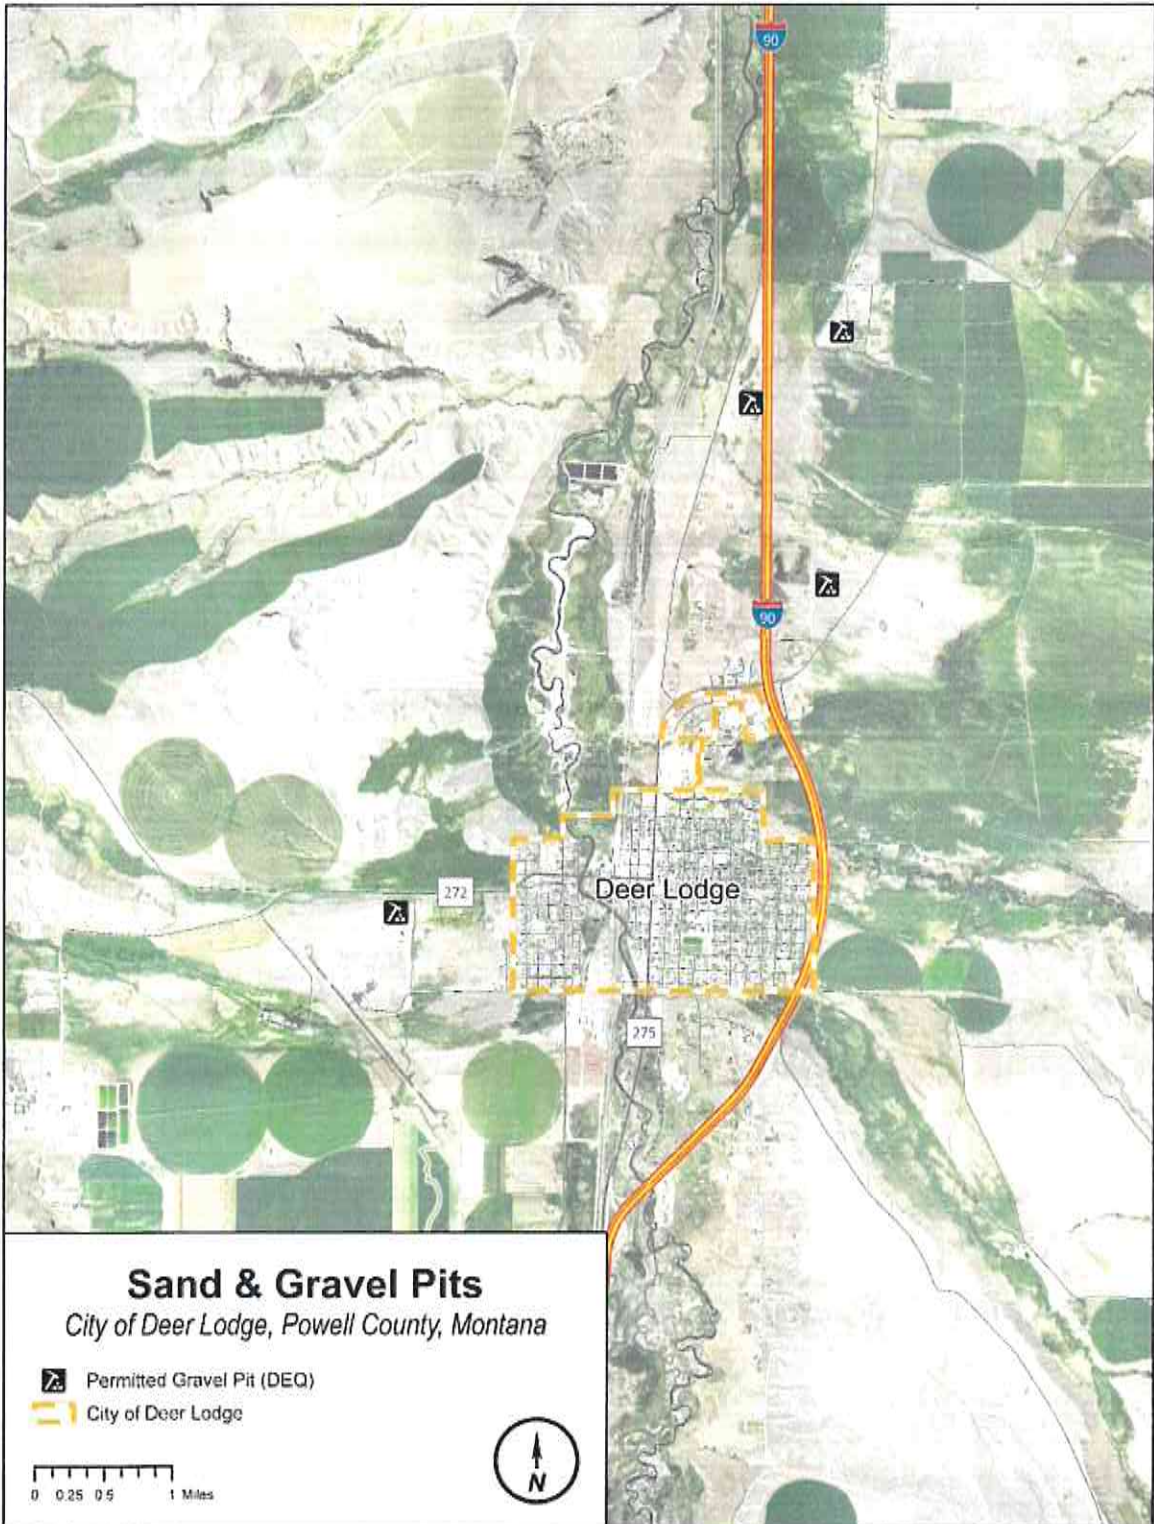 90
90
272
Deer Lodge
275
Sand & Gravel Pits
City of Deer Lodge, Powell County, Montana
Permitted Gravel Pit (DEQ)
City of Deer Lodge
0 0.25 0.5 1 Miles
N